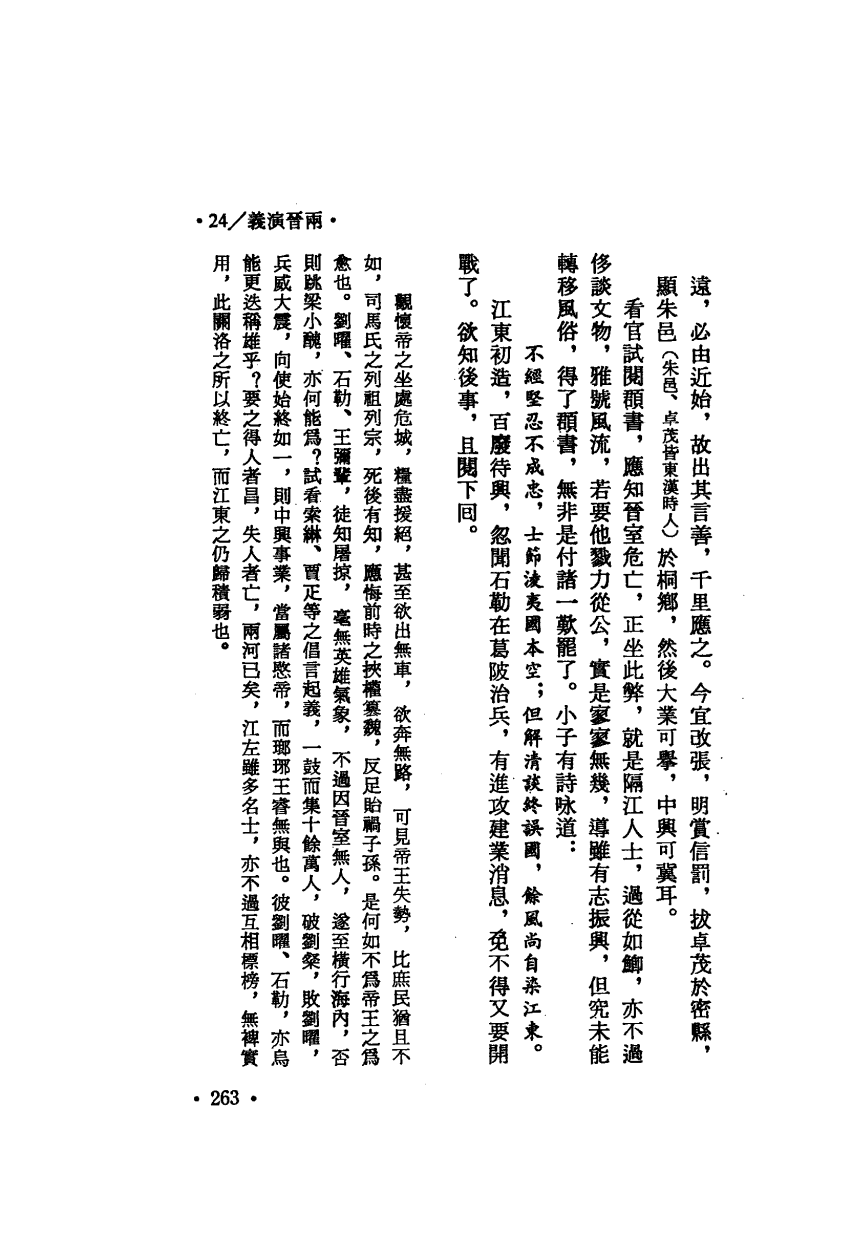 •24／義演晉兩•
遠，必由近始，故出其言善，千里應之。今宜改張，明賞信罰，拔卓茂於密縣，
顯朱邑（朱邑、卓茂皆東漢時人）於桐鄉，然後大業可舉，中興可冀耳。
看官試閱頵書，應知晉室危亡，正坐此弊，就是隔江人士，過從如鯽，亦不過
侈談文物，雅號風流，若要他戮力從公，實是寥寥無幾，導雖有志振興，但究未能
轉移風俗，得了頵書，無非是付諸一歎罷了。小子有詩咏道：
不經堅忍不成忠，士節淩夷國本空；但解清談終誤國，餘風尚自染江東。
江東初造，百廢待興，忽聞石勒在葛陂治兵，有進攻建業消息，免不得又要開
戰了。欲知後事，且閱下回。
觀懷帝之坐處危城，糧盡援絕，甚至欲出無車，欲奔無路，可見帝王失勢，比庶民猶且不
如，司馬氏之列祖列宗，死後有知，應悔前時之挾權篡魏，反足貽禍子孫。是何如不爲帝王之爲
愈也。劉曜、石勒、王彌輩，徒知屠掠，毫無英雄氣象，不過因晉室無人，遂至橫行海內，否
則跳梁小醜，亦何能爲？試看索綝、賈疋等之倡言起義，一鼓而集十餘萬人，破劉粲，敗劉曜，
兵威大震，向使始終如一，則中興事業，當屬諸愍帝，而瑯琊王睿無與也。彼劉曜、石勒，亦烏
能更迭稱雄乎？要之得人者昌，失人者亡，兩河已矣，江左雖多名士，亦不過互相標榜，無裨實
用，此關洛之所以終亡，而江東之仍歸積弱也。
•263•